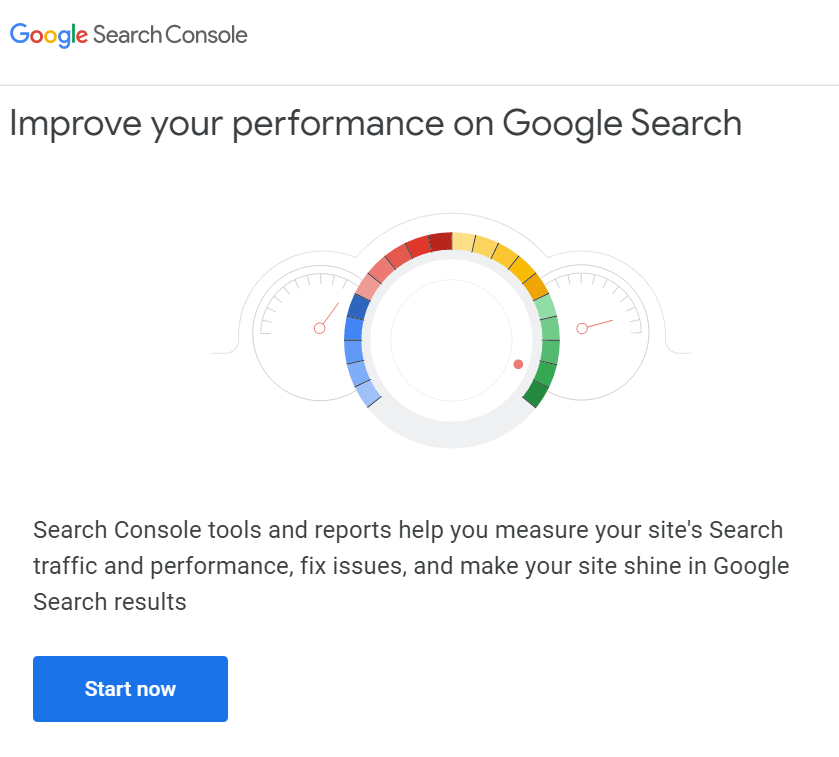 Google Search Console
Improve your performance on Google Search
Search Console tools and reports help you measure your site's Search
traffic and performance, fix issues, and make your site shine in Google
Search results
Start now